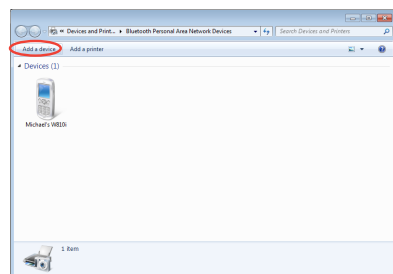 « Devices and Print... ▸ Bluetooth Personal Area Network Devices
Search Devices and Printers
Add a device
Add a printer
Devices (1)
Michael's W810i
1 item